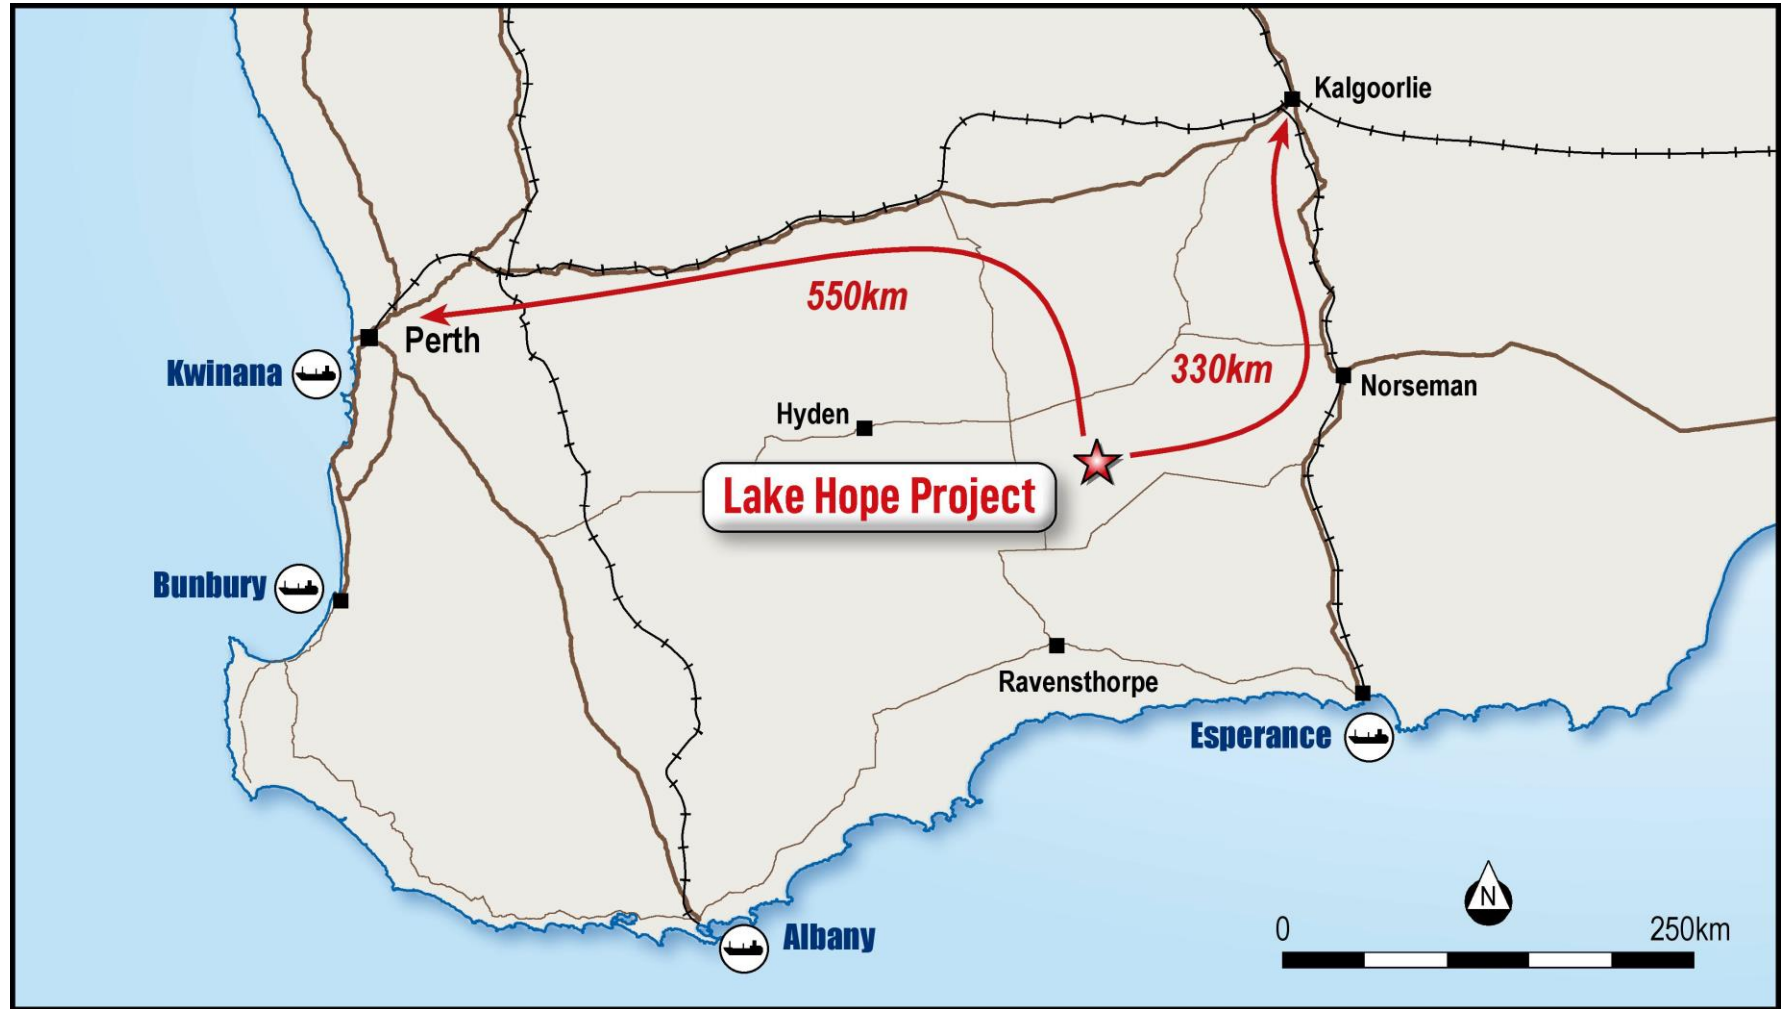 Kalgoorlie
550km
Perth
Kwinana
330km
Norseman
Hyden
Lake Hope Project
Bunbury
Ravensthorpe
Esperance
Albany
N
0
250km